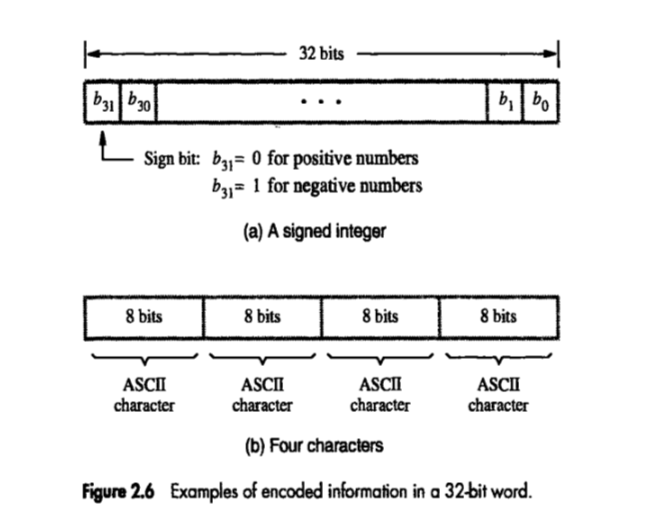 32 bits
b31 b30 . . . b1 b0
Sign bit: b31= 0 for positive numbers
b31= 1 for negative numbers
(a) A signed integer
8 bits 8 bits 8 bits 8 bits
ASCII ASCII ASCII ASCII
character character character character
(b) Four characters
Figure 2.6 Examples of encoded information in a 32-bit word.